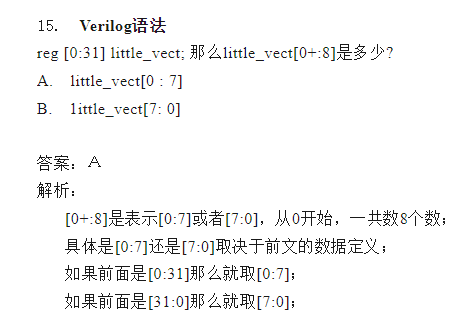 15. Verilog语法
reg [0:31] little_vect; 那么little_vect[0+:8]是多少?
A. little_vect[0 : 7]
B. little_vect[7: 0]
答案：A
解析：
[0+:8]是表示[0:7]或者[7:0]，从0开始，一共数8个数；
具体是[0:7]还是[7:0]取决于前文的数据定义；
如果前面是[0:31]那么就取[0:7]；
如果前面是[31:0]那么就取[7:0]；